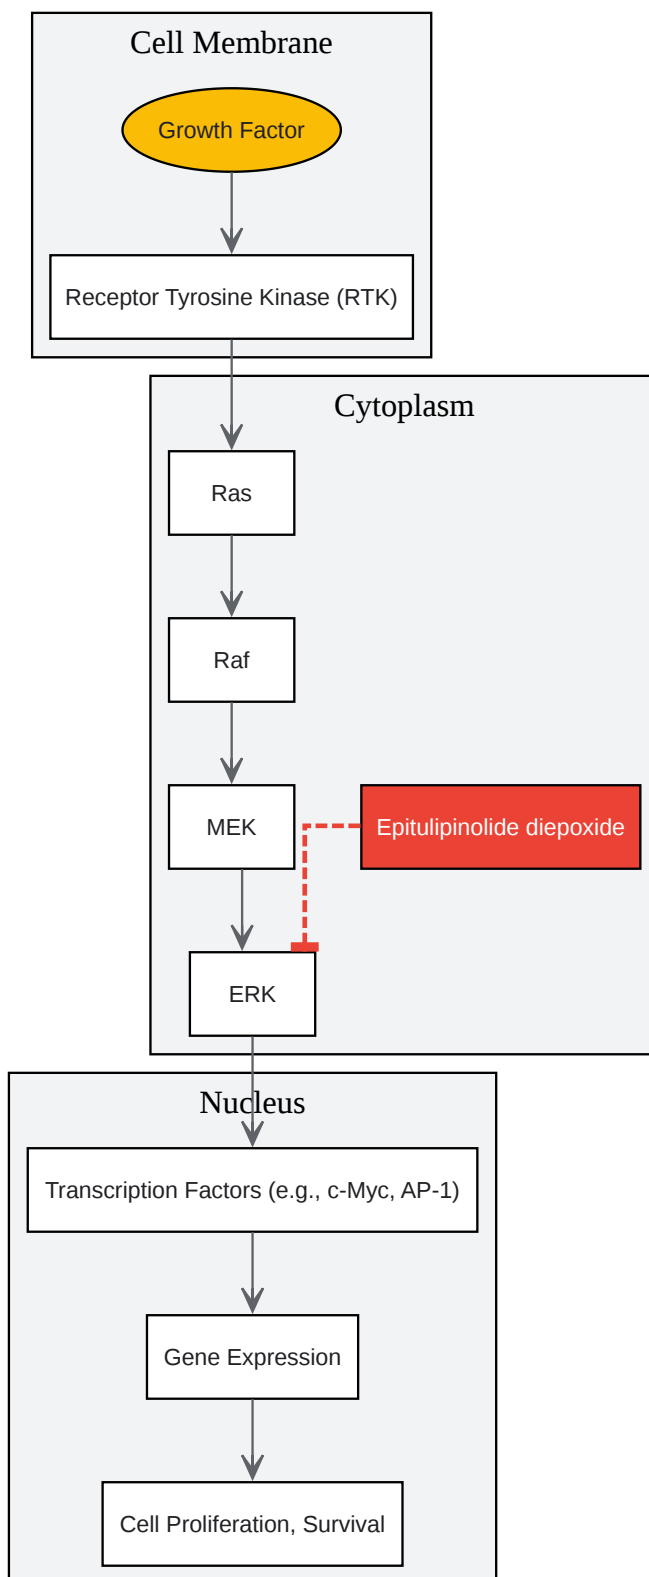 Cell Membrane
Growth Factor
Receptor Tyrosine Kinase (RTK)
Cytoplasm
Ras
Raf
MEK
Epitulipinolide diepoxide
ERK
Nucleus
Transcription Factors (e.g., c-Myc, AP-1)
Gene Expression
Cell Proliferation, Survival